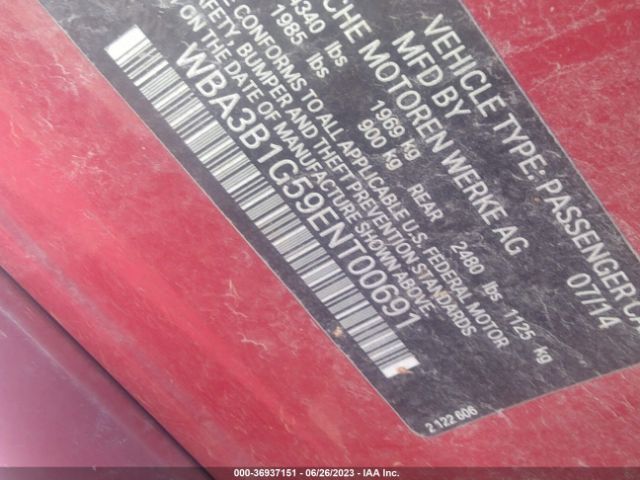 VEHICLE TYPE: PASSENGER CA
MFD BY 07/14
CHE MOTOREN WERKE AG
4340 lbs 1969 kg
1985 lbs 900 kg REAR 2480 lbs 1125 kg
E CONFORMS TO ALL APPLICABLE U.S. FEDERAL MOTOR
SAFETY, BUMPER AND THEFT PREVENTION STANDARDS
ON THE DATE OF MANUFACTURE SHOWN ABOVE.
WBA3B1G59ENT00691
2 122 606
000-36937151 - 06/26/2023 - IAA Inc.